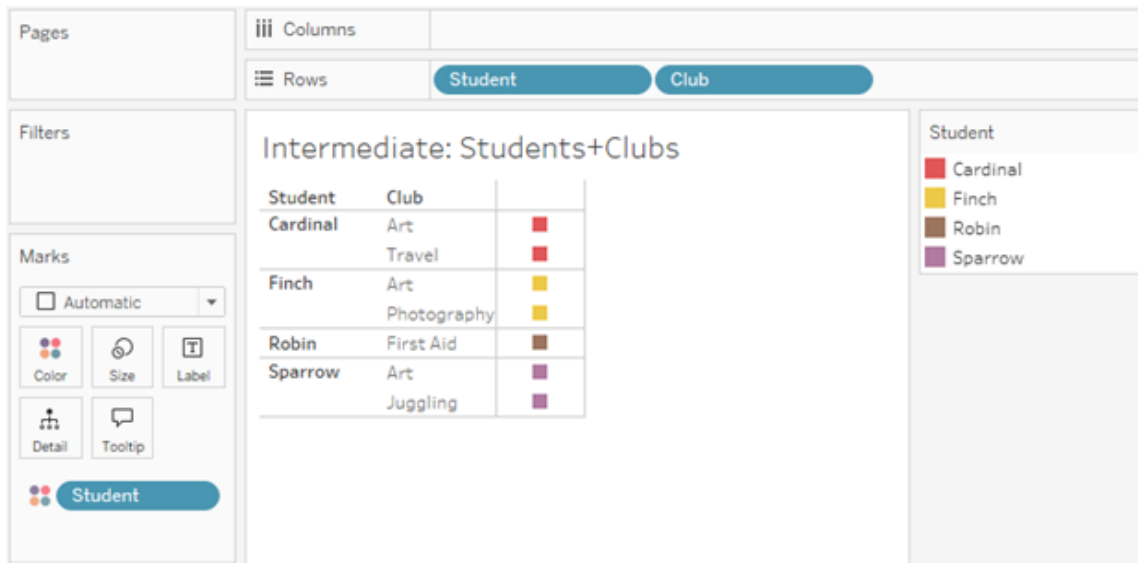 Pages
Columns
Rows Student Club
Filters
Intermediate: Students+Clubs
Student Club
Cardinal Art
Travel
Finch Art
Photography
Robin First Aid
Sparrow Art
Juggling
Student
Cardinal
Finch
Robin
Sparrow
Marks
Automatic
Color Size T Label
Detail Tooltip
Student